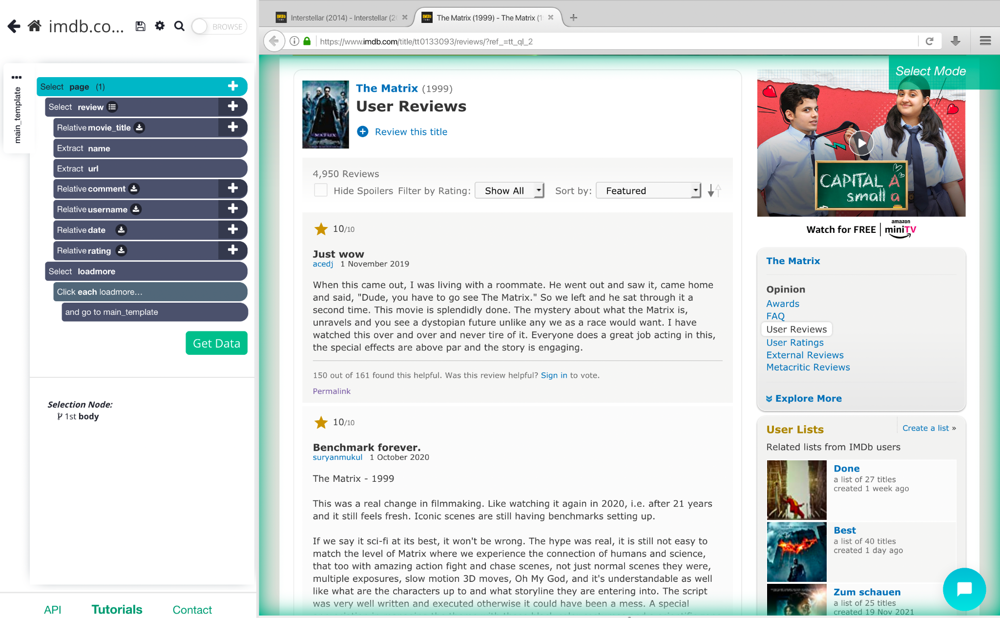 imdb.co...
BROWSE
main_template
Select page (1)
Select review
Relative movie_title
Extract name
Extract url
Relative comment
Relative username
Relative date
Relative rating
Select loadmore
Click each loadmore...
and go to main_template
Get Data
Selection Node:
1st body
API
Tutorials
Contact
Interstellar (2014) - Interstellar (2
The Matrix (1999) - The Matrix (1
https://www.imdb.com/title/tt0133093/reviews/?ref_=tt_ql_2
Select Mode
The Matrix (1999)
User Reviews
Review this title
4,950 Reviews
Hide Spoilers Filter by Rating: Show All Sort by: Featured
10/10
Just wow
acedj 1 November 2019
When this came out, I was living with a roommate. He went out and saw it, came home
and said, "Dude, you have to go see The Matrix." So we left and he sat through it a
second time. This movie is splendidly done. The mystery about what the Matrix is,
unravels and you see a dystopian future unlike any we as a race would want. I have
watched this over and over and never tire of it. Everyone does a great job acting in this,
the special effects are above par and the story is engaging.
150 out of 161 found this helpful. Was this review helpful? Sign in to vote.
Permalink
10/10
Benchmark forever.
suryanmukul 1 October 2020
The Matrix - 1999
This was a real change in filmmaking. Like watching it again in 2020, i.e. after 21 years
and it still feels fresh. Iconic scenes are still having benchmarks setting up.
If we say it sci-fi at its best, it won't be wrong. The hype was real, it is still not easy to
match the level of Matrix where we experience the connection of humans and science,
that too with amazing action fight and chase scenes, not just normal scenes they were,
multiple exposures, slow motion 3D moves, Oh My God, and it's understandable as well
like what are the characters up to and what storyline they are entering into. The script
was very well written and executed otherwise it could have been a mess. A special
MATRIX
CAPITAL A
small a
Watch for FREE
amazon
miniTV
The Matrix
Opinion
Awards
FAQ
User Reviews
User Ratings
External Reviews
Metacritic Reviews
Explore More
User Lists
Create a list »
Related lists from IMDb users
Done
a list of 27 titles
created 1 week ago
Best
a list of 40 titles
created 1 day ago
Zum schauen
a list of 25 titles
created 19 Nov 2021